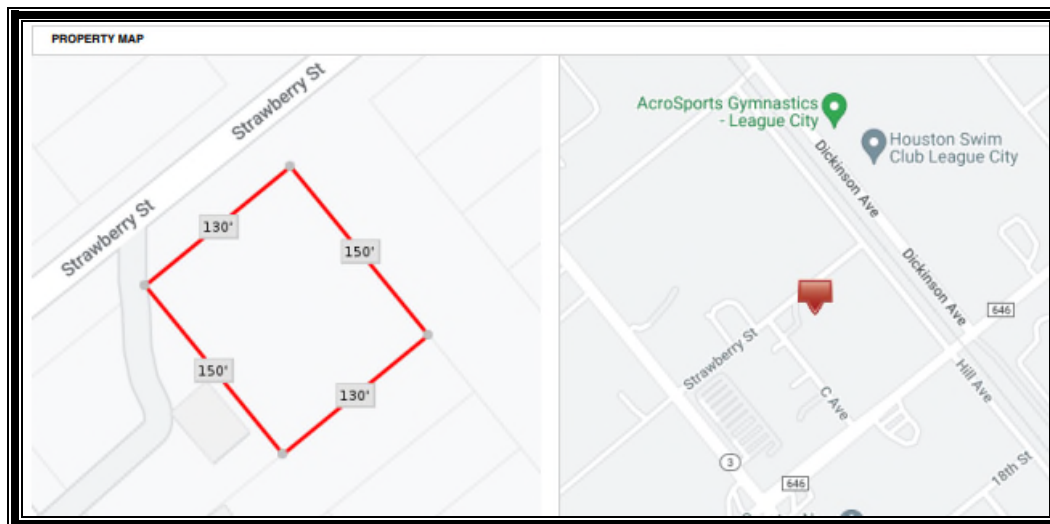 PROPERTY MAP
Strawberry St
Strawberry St
130'
150'
150'
130'
AcroSports Gymnastics
- League City
Houston Swim
Club League City
Dickinson Ave
Dickinson Ave
646
Strawberry St
Hill Ave
C Ave
3
646
18th St